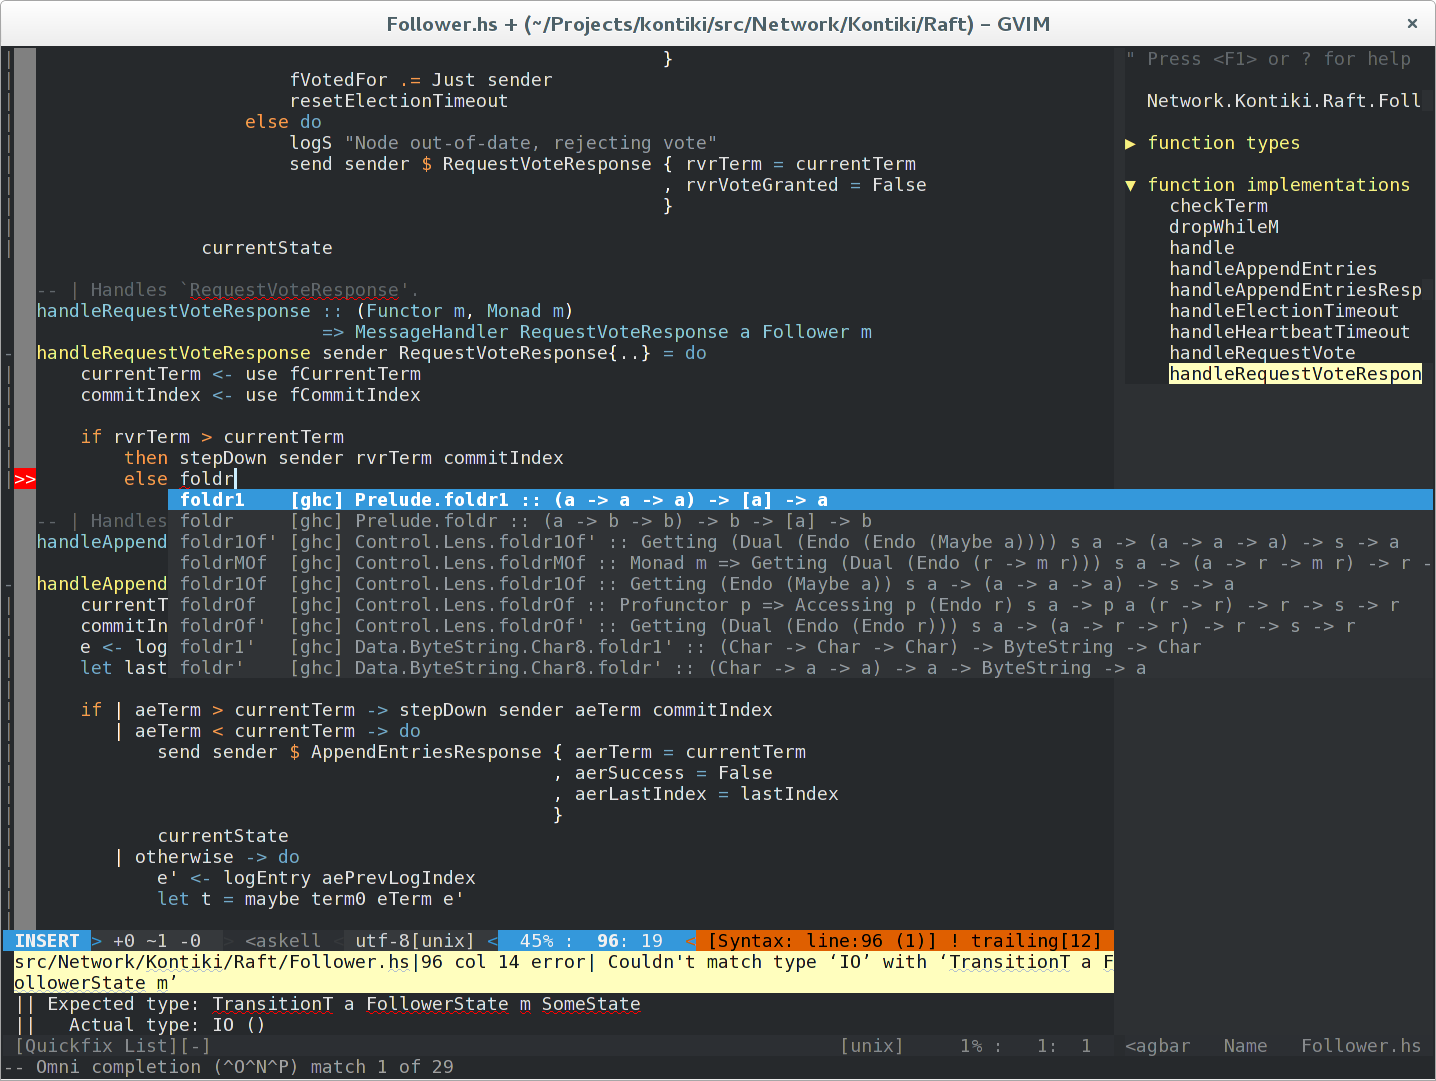 Follower.hs + (~/Projects/kontiki/src/Network/Kontiki/Raft) – GVIM ×
}
fVotedFor .= Just sender
resetElectionTimeout
else do
logS "Node out-of-date, rejecting vote"
send sender $ RequestVoteResponse { rvrTerm = currentTerm
, rvrVoteGranted = False
}
currentState
-- | Handles `RequestVoteResponse'.
handleRequestVoteResponse :: (Functor m, Monad m)
=> MessageHandler RequestVoteResponse a Follower m
- handleRequestVoteResponse sender RequestVoteResponse{..} = do
currentTerm <- use fCurrentTerm
commitIndex <- use fCommitIndex
if rvrTerm > currentTerm
then stepDown sender rvrTerm commitIndex
>> else foldr
foldr1 [ghc] Prelude.foldr1 :: (a -> a -> a) -> [a] -> a
-- | Handles foldr [ghc] Prelude.foldr :: (a -> b -> b) -> b -> [a] -> b
handleAppend foldr1Of' [ghc] Control.Lens.foldr1Of' :: Getting (Dual (Endo (Endo (Maybe a)))) s a -> (a -> a -> a) -> s -> a
foldrMOf [ghc] Control.Lens.foldrMOf :: Monad m => Getting (Dual (Endo (r -> m r))) s a -> (a -> r -> m r) -> r -
- handleAppend foldr1Of [ghc] Control.Lens.foldr1Of :: Getting (Endo (Maybe a)) s a -> (a -> a -> a) -> s -> a
currentT foldrOf [ghc] Control.Lens.foldrOf :: Profunctor p => Accessing p (Endo r) s a -> p a (r -> r) -> r -> s -> r
commitIn foldrOf' [ghc] Control.Lens.foldrOf' :: Getting (Dual (Endo (Endo r))) s a -> (a -> r -> r) -> r -> s -> r
e <- log foldr1' [ghc] Data.ByteString.Char8.foldr1' :: (Char -> Char -> Char) -> ByteString -> Char
let last foldr' [ghc] Data.ByteString.Char8.foldr' :: (Char -> a -> a) -> a -> ByteString -> a
if | aeTerm > currentTerm -> stepDown sender aeTerm commitIndex
| aeTerm < currentTerm -> do
send sender $ AppendEntriesResponse { aerTerm = currentTerm
, aerSuccess = False
, aerLastIndex = lastIndex
}
currentState
| otherwise -> do
e' <- logEntry aePrevLogIndex
let t = maybe term0 eTerm e'
INSERT > +0 ~1 -0 > <askell < utf-8[unix] < 45% : 96: 19 < [Syntax: line:96 (1)] ! trailing[12]
src/Network/Kontiki/Raft/Follower.hs|96 col 14 error| Couldn't match type ‘IO’ with ‘TransitionT a F
ollowerState m’
|| Expected type: TransitionT a FollowerState m SomeState
|| Actual type: IO ()
[Quickfix List][-] [unix] 1% : 1: 1
-- Omni completion (^O^N^P) match 1 of 29
" Press <F1> or ? for help
Network.Kontiki.Raft.Foll
▶ function types
▼ function implementations
checkTerm
dropWhileM
handle
handleAppendEntries
handleAppendEntriesResp
handleElectionTimeout
handleHeartbeatTimeout
handleRequestVote
handleRequestVoteRespon
<agbar Name Follower.hs